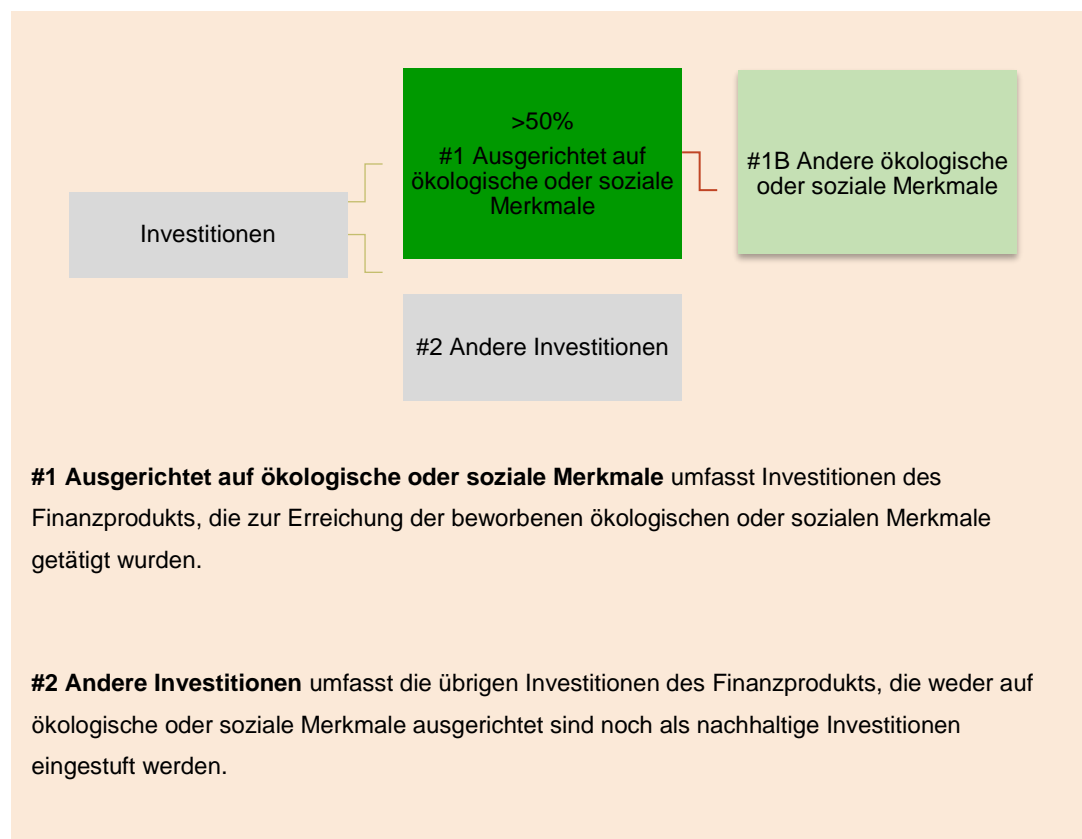 >50%
#1 Ausgerichtet auf
ökologische oder soziale
Merkmale
#1B Andere ökologische
oder soziale Merkmale
Investitionen
#2 Andere Investitionen
#1 Ausgerichtet auf ökologische oder soziale Merkmale umfasst Investitionen des
Finanzprodukts, die zur Erreichung der beworbenen ökologischen oder sozialen Merkmale
getätigt wurden.
#2 Andere Investitionen umfasst die übrigen Investitionen des Finanzprodukts, die weder auf
ökologische oder soziale Merkmale ausgerichtet sind noch als nachhaltige Investitionen
eingestuft werden.